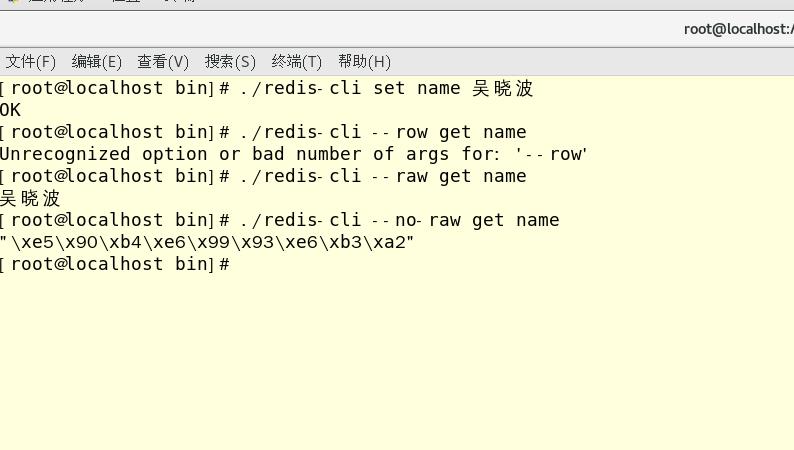 root@localhost:/
文件(F) 编辑(E) 查看(V) 搜索(S) 终端(T) 帮助(H)
[root@localhost bin]# ./redis-cli set name 吴晓波
OK
[root@localhost bin]# ./redis-cli --row get name
Unrecognized option or bad number of args for: '--row'
[root@localhost bin]# ./redis-cli --raw get name
吴晓波
[root@localhost bin]# ./redis-cli --no-raw get name
"\xe5\x90\xb4\xe6\x99\x93\xe6\xb3\xa2"
[root@localhost bin]#